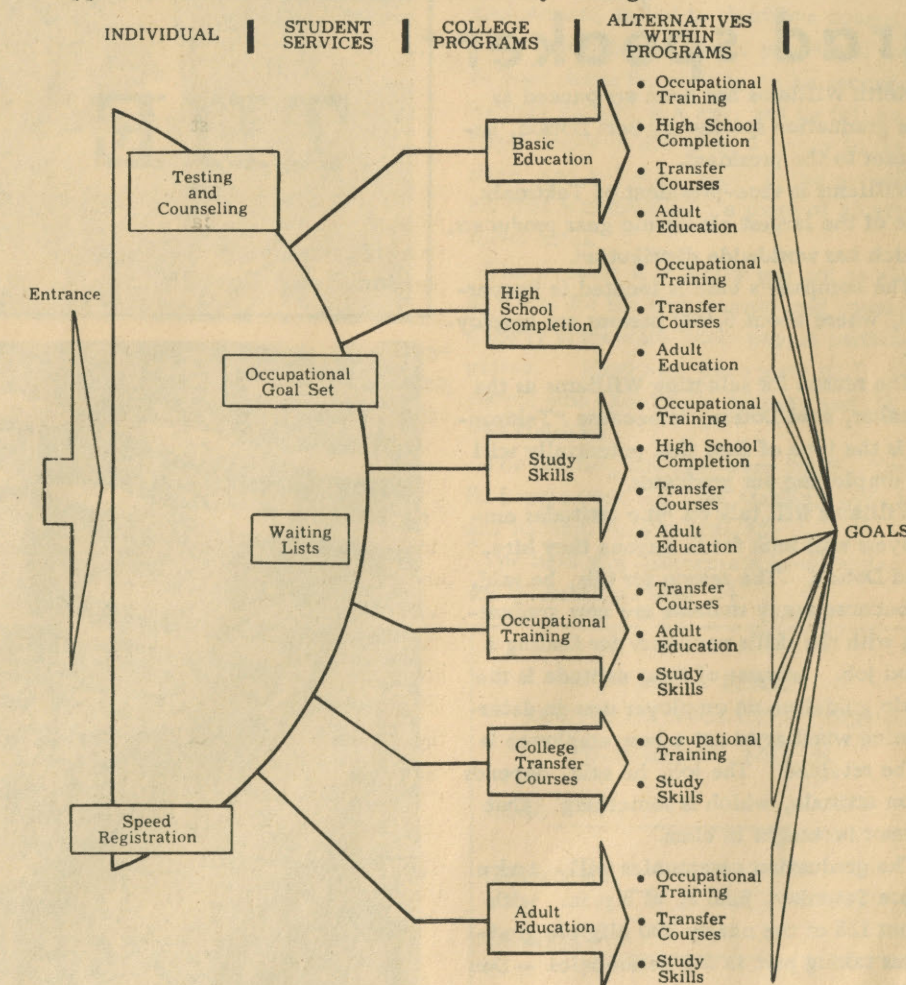 INDIVIDUAL
STUDENT
SERVICES
COLLEGE
PROGRAMS
ALTERNATIVES
WITHIN
PROGRAMS
Entrance
Testing
and
Counseling
Occupational
Goal Set
Waiting
Lists
Speed
Registration
Basic
Education
• Occupational
Training
• High School
Completion
• Transfer
Courses
• Adult
Education
High
School
Completion
• Occupational
Training
• Transfer
Courses
• Adult
Education
Study
Skills
• Occupational
Training
• High School
Completion
• Transfer
Courses
• Adult
Education
Occupational
Training
• Transfer
Courses
• Adult
Education
• Study
Skills
College
Transfer
Courses
• Occupational
Training
• Study
Skills
Adult
Education
• Occupational
Training
• Transfer
Courses
• Study
Skills
GOALS